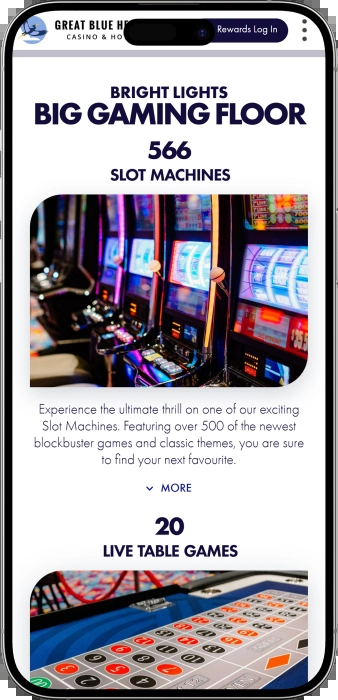 GREAT BLUE HE
CASINO & HO
Rewards Log In
BRIGHT LIGHTS
BIG GAMING FLOOR
566
SLOT MACHINES
Experience the ultimate thrill on one of our exciting
Slot Machines. Featuring over 500 of the newest
blockbuster games and classic themes, you are sure
to find your next favourite.
MORE
20
LIVE TABLE GAMES